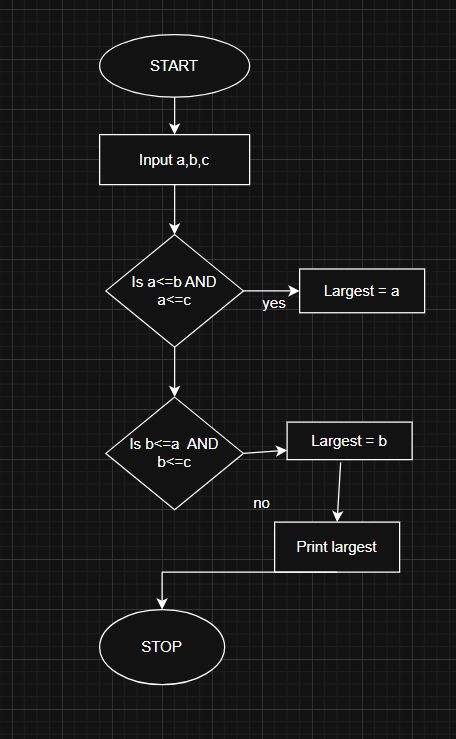 START
Input a,b,c
Is a<=b AND
a<=c
yes
Largest = a
Is b<=a  AND
b<=c
Largest = b
no
Print largest
STOP